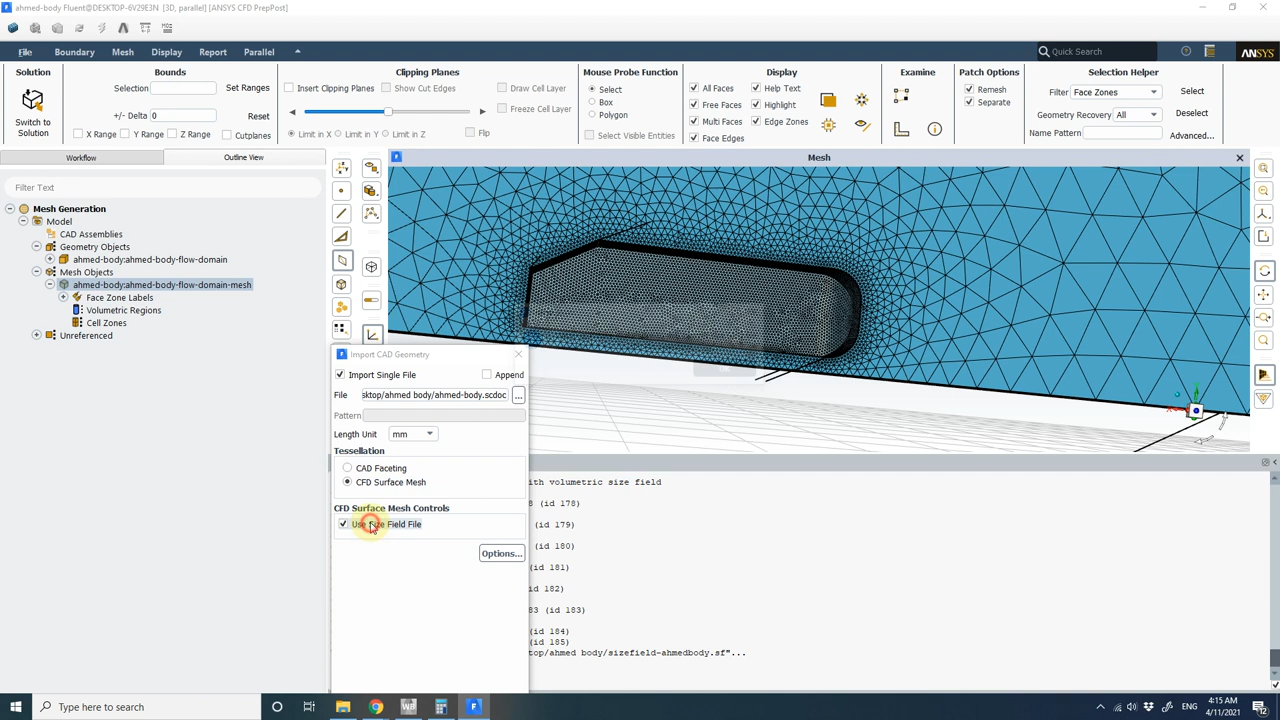 ahmed-body Fluent@DESKTOP-6V29E3N [3D, parallel] [ANSYS CFD PrepPost]
File Boundary Mesh Display Report Parallel Quick Search ANSYS
Solution Bounds Clipping Planes Mouse Probe Function Display Examine Patch Options Selection Helper
Switch to
Solution
Selection Set Ranges
+/- Delta 0 Reset
X Range Y Range Z Range Cutplanes
Insert Clipping Planes Show Cut Edges Draw Cell Layer
Freeze Cell Layer
Limit in X Limit in Y Limit in Z Flip
Select
Box
Polygon
Select Visible Entities
All Faces Help Text
Free Faces Highlight
Multi Faces Edge Zones
Face Edges
Remesh
Separate
Filter Face Zones Select
Geometry Recovery All Deselect
Name Pattern Advanced...
Workflow Outline View Mesh
Filter Text
Mesh Generation
Model
CAD Assemblies
Geometry Objects
ahmed-body:ahmed-body-flow-domain
Mesh Objects
ahmed-body:ahmed-body-flow-domain-mesh
Face Zone Labels
Volumetric Regions
Cell Zones
Unreferenced
Import CAD Geometry
Import Single File Append
File sktop/ahmed body/ahmed-body.scdoc ...
Pattern
Length Unit mm
Tessellation
CAD Faceting
CFD Surface Mesh
CFD Surface Mesh Controls
Use Size Field File
Options...
ith volumetric size field
8 (id 178)
(id 179)
(id 180)
(id 181)
id 182)
83 (id 183)
(id 184)
(id 185)
top/ahmed body/sizefield-ahmedbody.sf"...
Type here to search
ENG
4:15 AM
4/11/2021
12